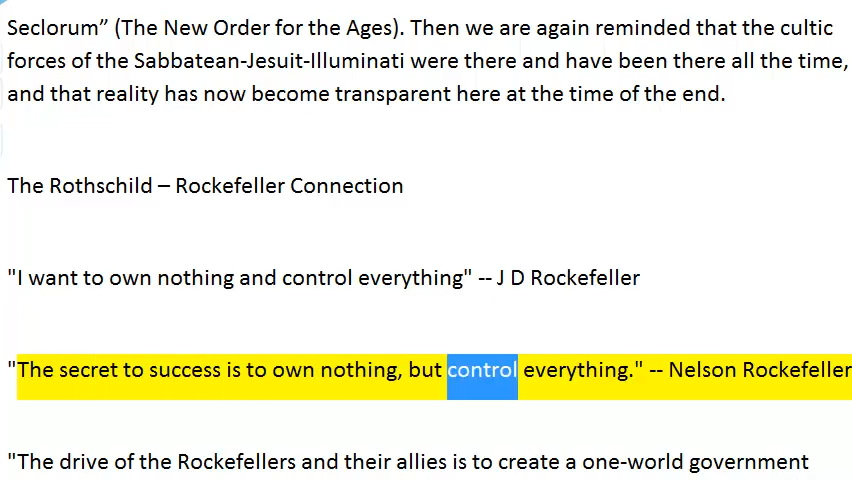 Seclorum” (The New Order for the Ages). Then we are again reminded that the cultic
forces of the Sabbatean-Jesuit-Illuminati were there and have been there all the time,
and that reality has now become transparent here at the time of the end.
The Rothschild – Rockefeller Connection
"I want to own nothing and control everything" -- J D Rockefeller
"The secret to success is to own nothing, but control everything." -- Nelson Rockefeller
"The drive of the Rockefellers and their allies is to create a one-world government